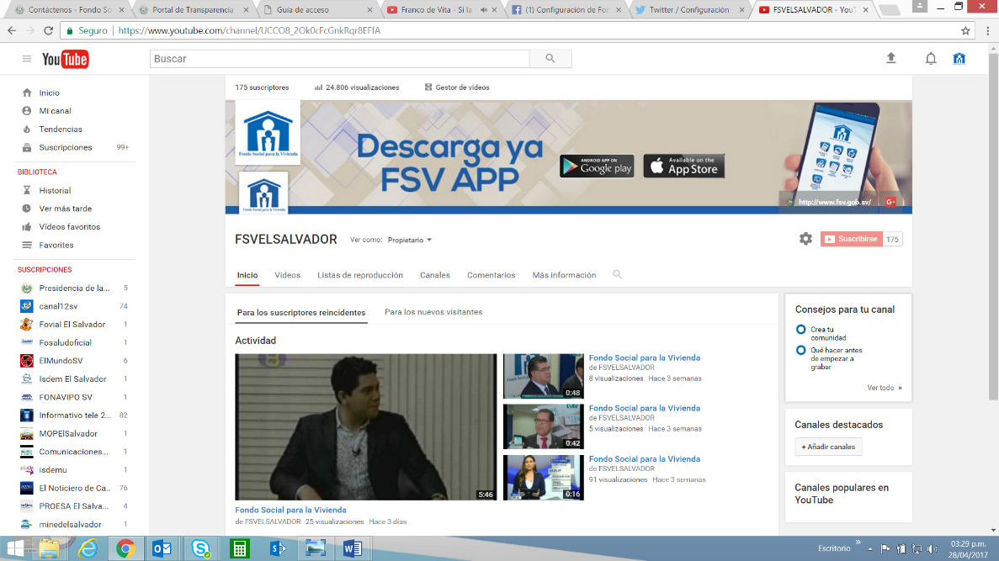 Contáctenos - Fondo So
Portal de Transparencia
Guía de acceso
Franco de Vita - Si la
(1) Configuración de Fon
Twitter / Configuración
FSVELSALVADOR - YouT
Seguro
https://www.youtube.com/channel/UCCO8_2Ok0cFcGnkRqr8EFfA
YouTube
Buscar
Inicio
Mi canal
Tendencias
Suscripciones 99+
BIBLIOTECA
Historial
Ver más tarde
Vídeos favoritos
Favorites
SUSCRIPCIONES
Presidencia de la... 5
canal12sv 74
Fovial El Salvador 1
Fosaludoficial 1
ElMundoSV 6
Isdem El Salvador 1
FONAVIPO SV 1
Informativo tele 2... 82
MOPElSalvador 1
Comunicaciones... 1
isdemu 1
El Noticiero de Ca.. 76
PROESA El Salva... 4
minedelsalvador 1
175 suscriptores
24.806 visualizaciones
Gestor de vídeos
Fondo Social para la Vivienda
Fondo Social para la Vivienda
Descarga ya
FSV APP
ANDROID APP ON
Google play
Available on the
App Store
http://www.fsv.gob.sv/
G+
FSVELSALVADOR
Ver como: Propietario
Suscribirse 175
Inicio
Vídeos
Listas de reproducción
Canales
Comentarios
Más información
Para los suscriptores reincidentes
Para los nuevos visitantes
Actividad
5:46
Fondo Social para la Vivienda
de FSVELSALVADOR 25 visualizaciones Hace 3 días
0:48
Fondo Social para la Vivienda
de FSVELSALVADOR
8 visualizaciones Hace 3 semanas
0:42
Fondo Social para la Vivienda
de FSVELSALVADOR
5 visualizaciones Hace 3 semanas
0:16
Fondo Social para la Vivienda
de FSVELSALVADOR
91 visualizaciones Hace 3 semanas
Consejos para tu canal
Crea tu
comunidad
Qué hacer antes
de empezar a
grabar
Ver todo »
Canales destacados
+ Añadir canales
Canales populares en
YouTube
Escritorio »
03:29 p.m.
28/04/2017